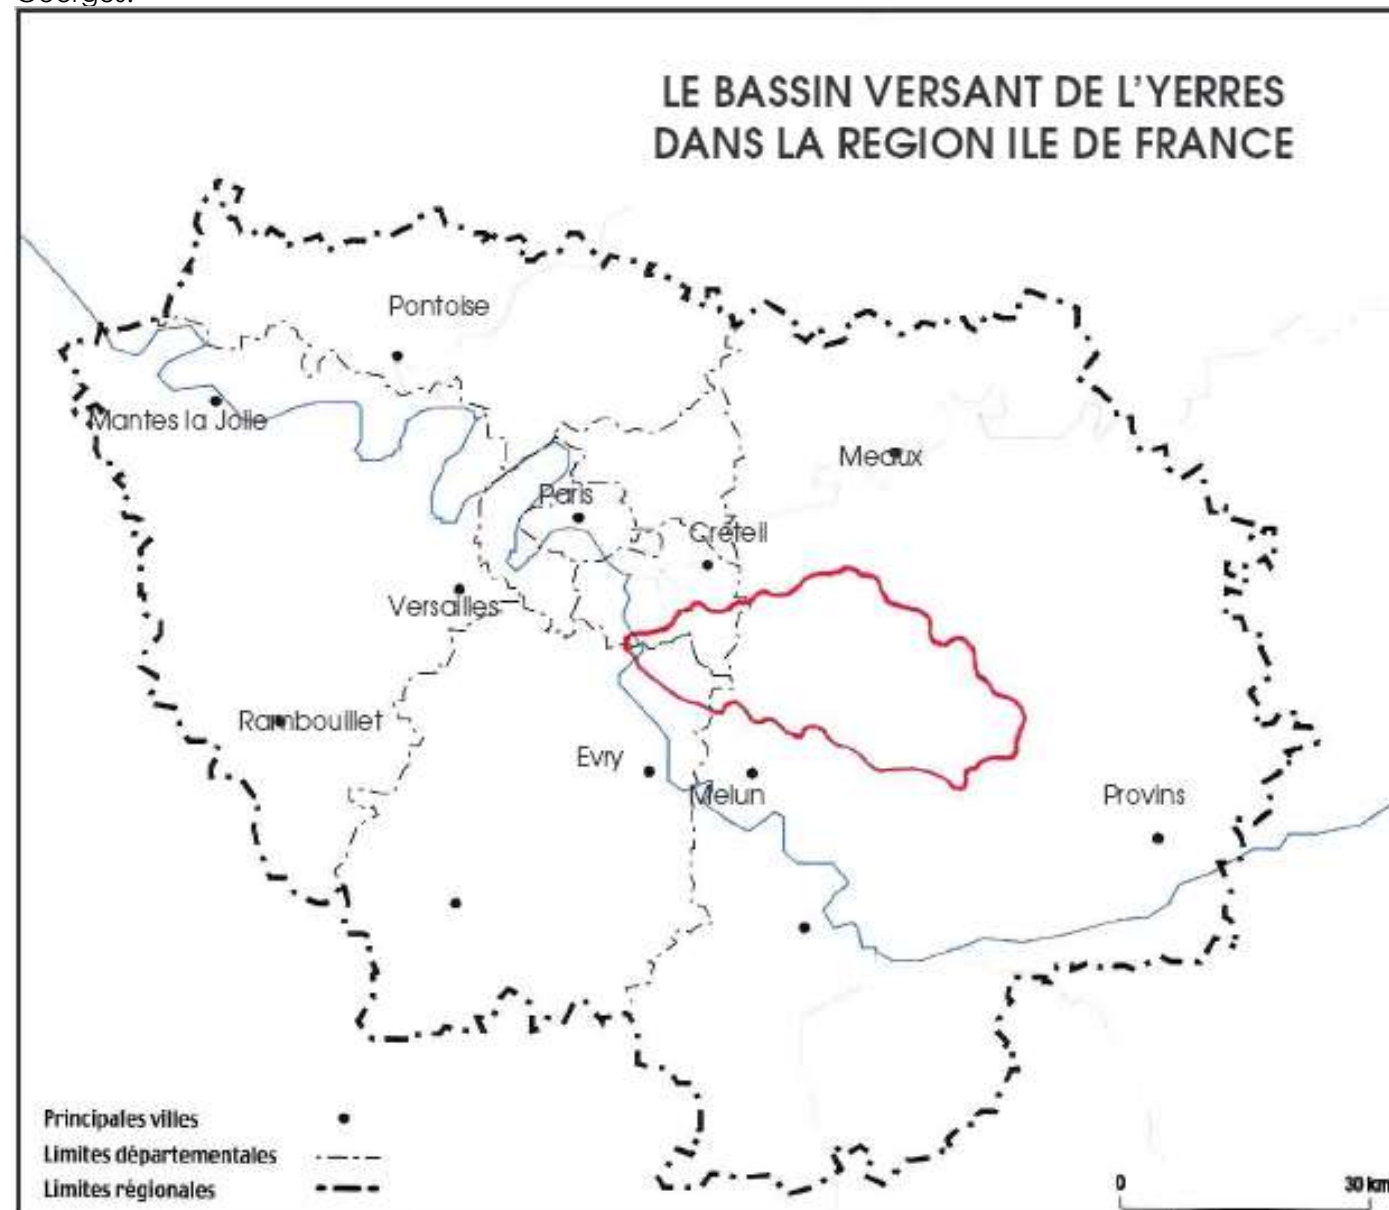 LE BASSIN VERSANT DE L'YERRES
DANS LA REGION ILE DE FRANCE
Pontoise
Mantes la Jolie
Meaux
Paris
Créteil
Versailles
Rambouillet
Evry
Melun
Provins
Principales villes
Limites départementales
Limites régionales
0 30 km